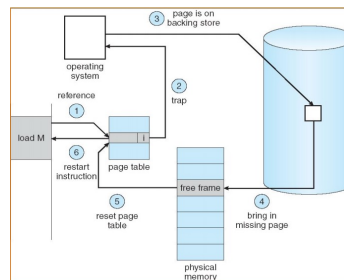 3
page is on
backing store
operating
system
2
trap
reference
1
load M
i
6
restart
instruction
page table
free frame
5
reset page
table
4
bring in
missing page
physical
memory